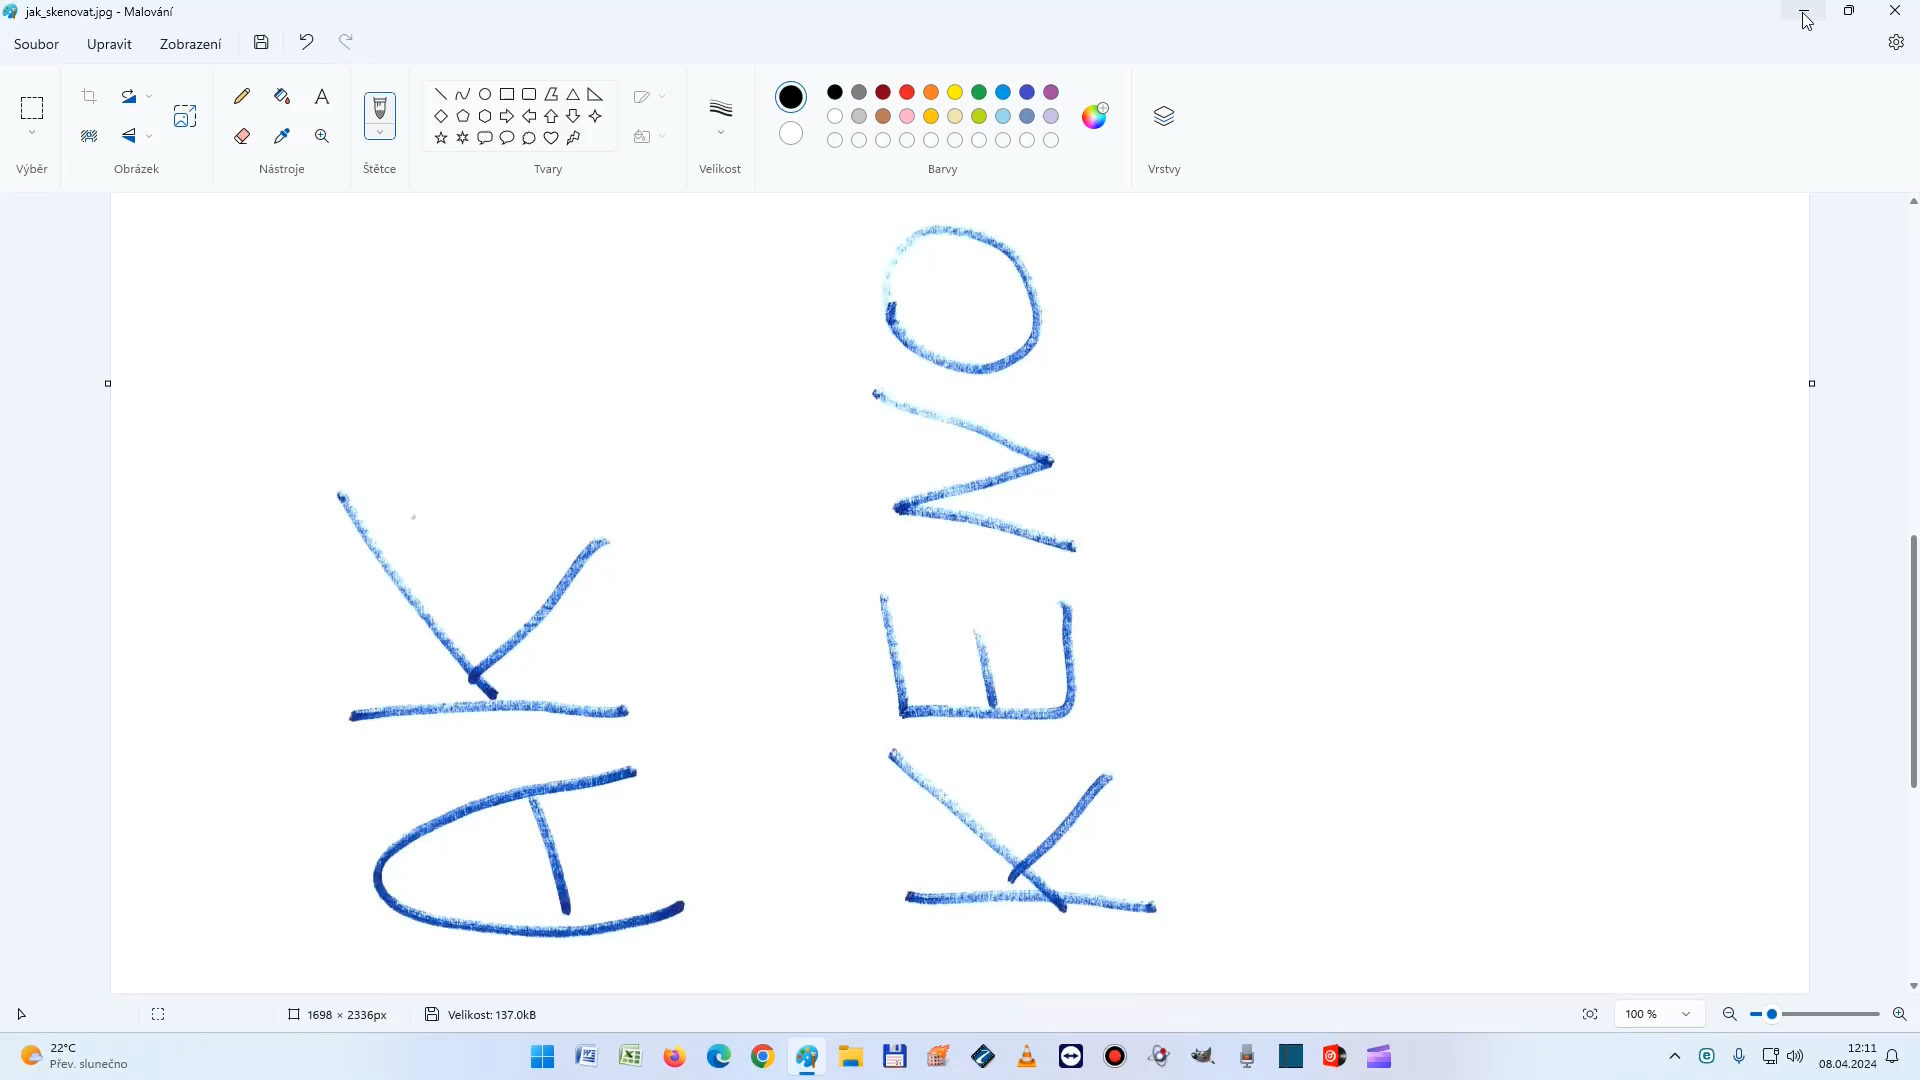 jak_skenovat.jpg - Malování
Soubor Upravit Zobrazení
Výběr Obrázek Nástroje Štětce Tvary Velikost Barvy Vrstvy
AK
KENO
1698 × 2336px Velikost: 137.0kB 100 %
22°C
Přev. slunečno
12:11
08.04.2024